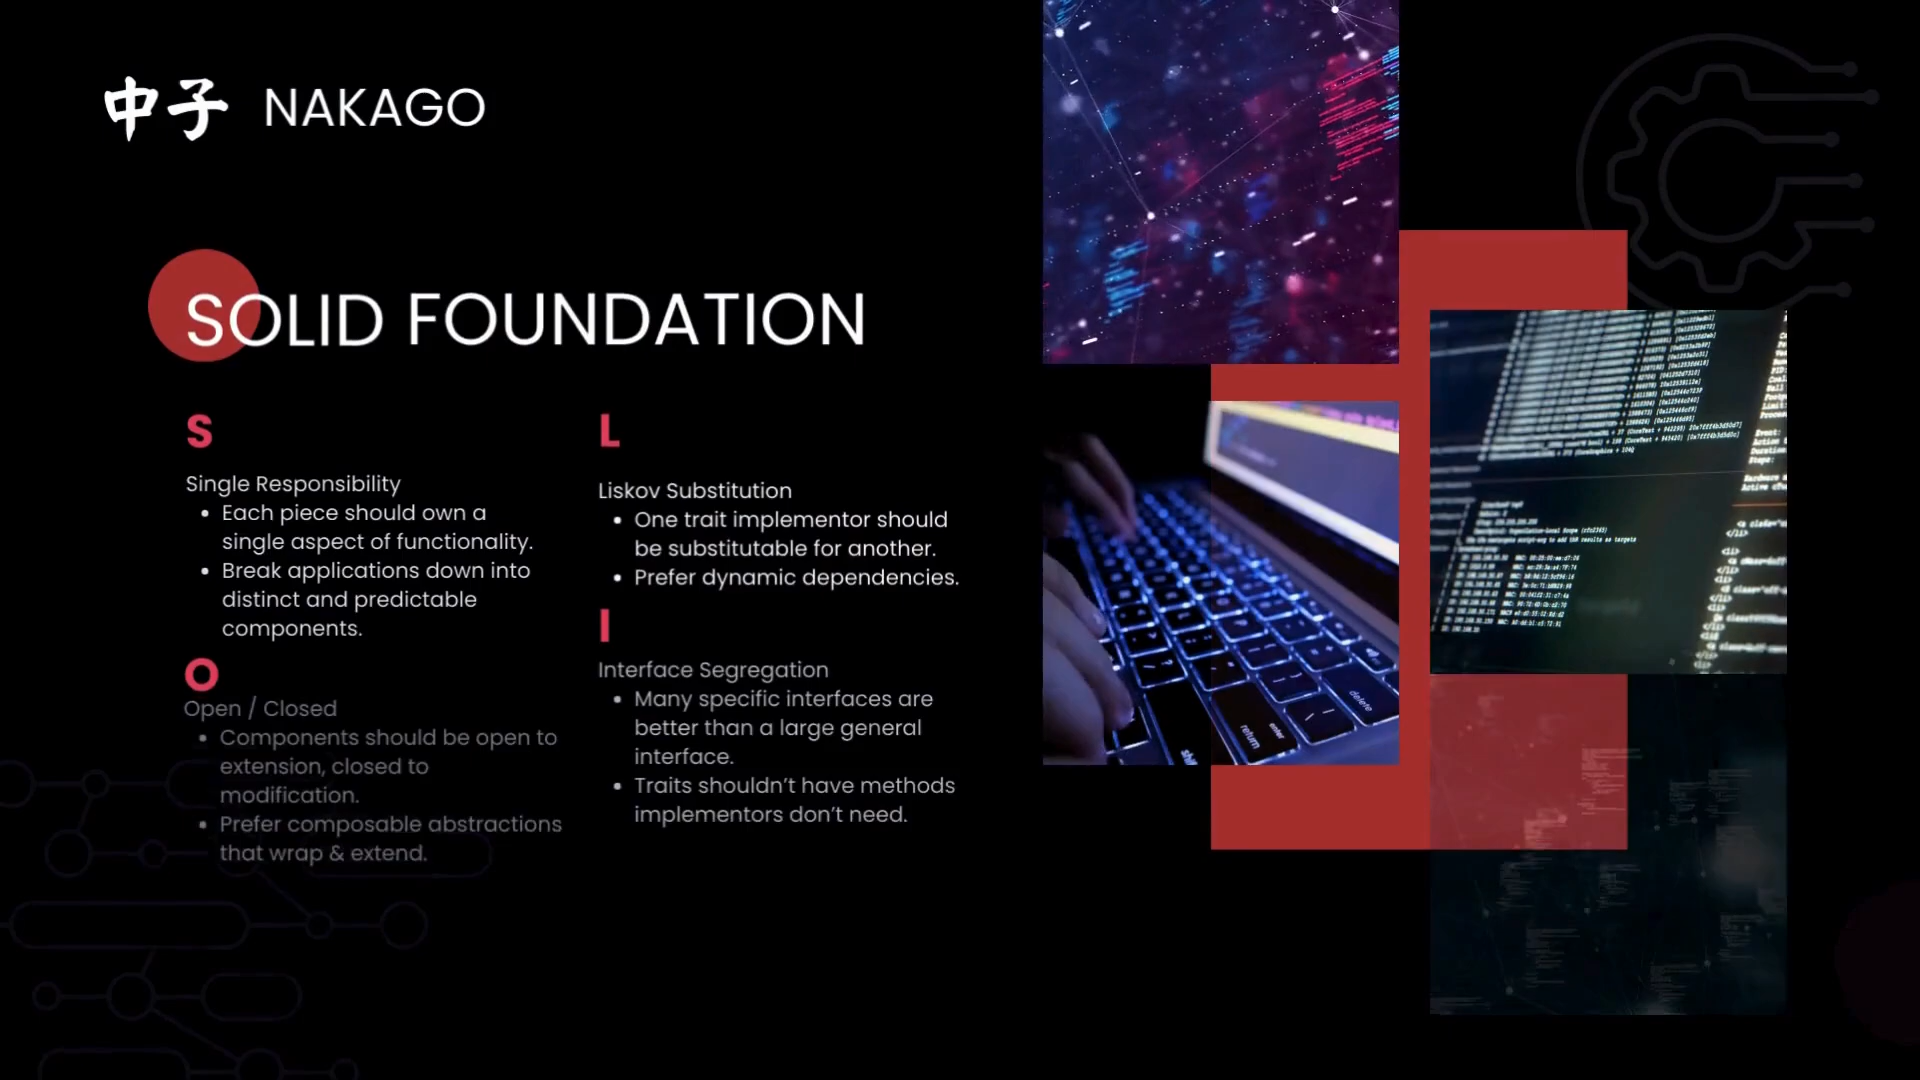 中子 NAKAGO
SOLID FOUNDATION
S
Single Responsibility
• Each piece should own a
single aspect of functionality.
• Break applications down into
distinct and predictable
components.
O
Open / Closed
• Components should be open to
extension, closed to
modification.
• Prefer composable abstractions
that wrap & extend.
L
Liskov Substitution
• One trait implementor should
be substitutable for another.
• Prefer dynamic dependencies.
I
Interface Segregation
• Many specific interfaces are
better than a large general
interface.
• Traits shouldn’t have methods
implementors don’t need.
delete
enter
return